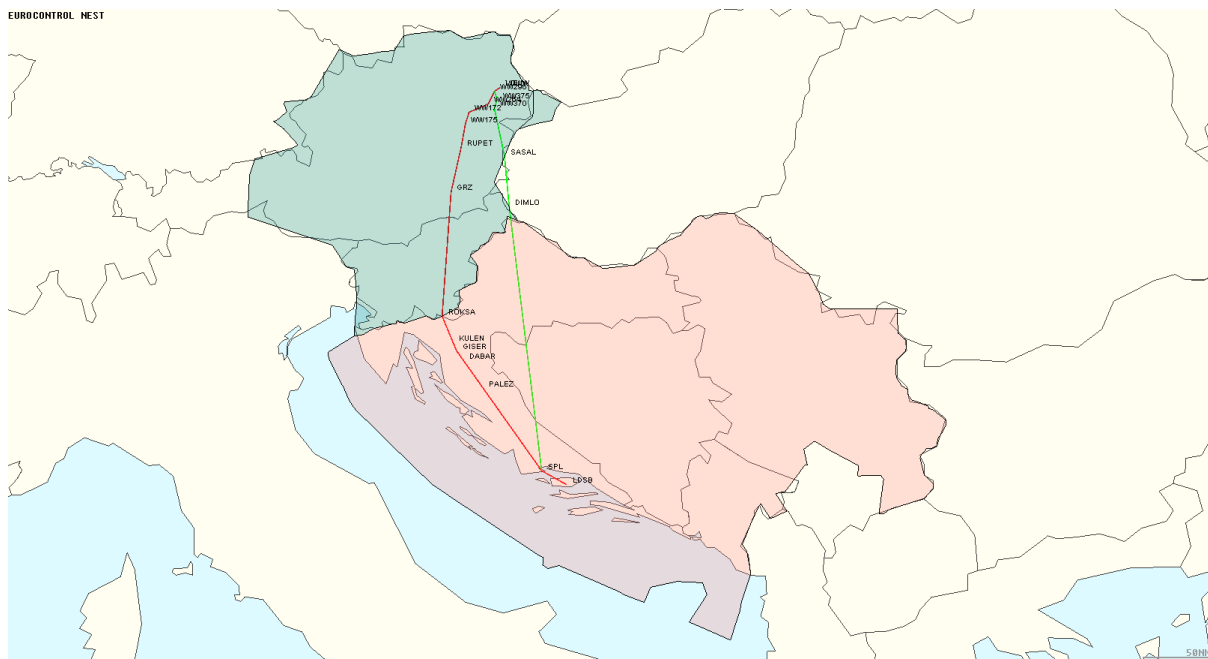 EUROCONTROL NEST
WW375
WW370
WW172
WW175
RUPET
SASAL
GRZ
DIMLO
ROKSA
KULEN
GISER
DABAR
PALEZ
SPL
LDSB
50NM